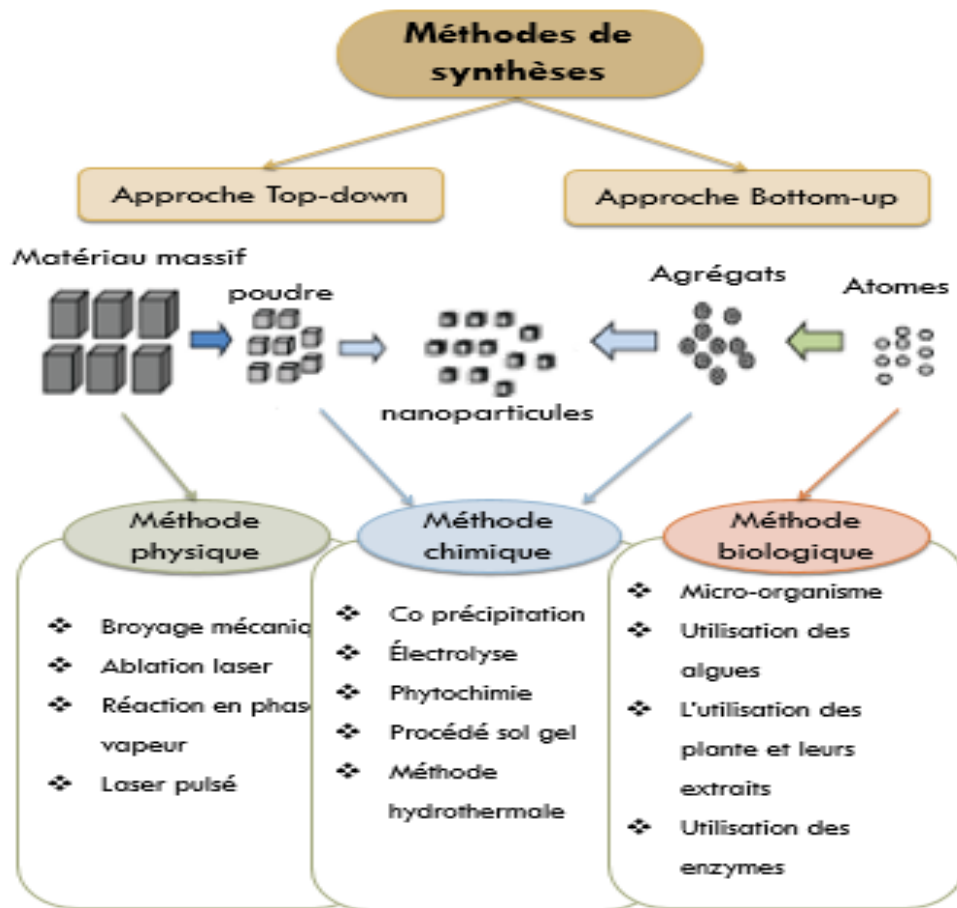 Méthodes de
synthèses
Approche Top-down
Approche Bottom-up
Matériau massif
poudre
Agrégats
Atomes
nanoparticules
Méthode
physique
Broyage mécaniq
Ablation laser
Réaction en phas
vapeur
Laser pulsé
Méthode
chimique
Co précipitation
Électrolyse
Phytochimie
Procédé sol gel
Méthode
hydrothermale
Méthode
biologique
Micro-organisme
Utilisation des
algues
L'utilisation des
plante et leurs
extraits
Utilisation des
enzymes